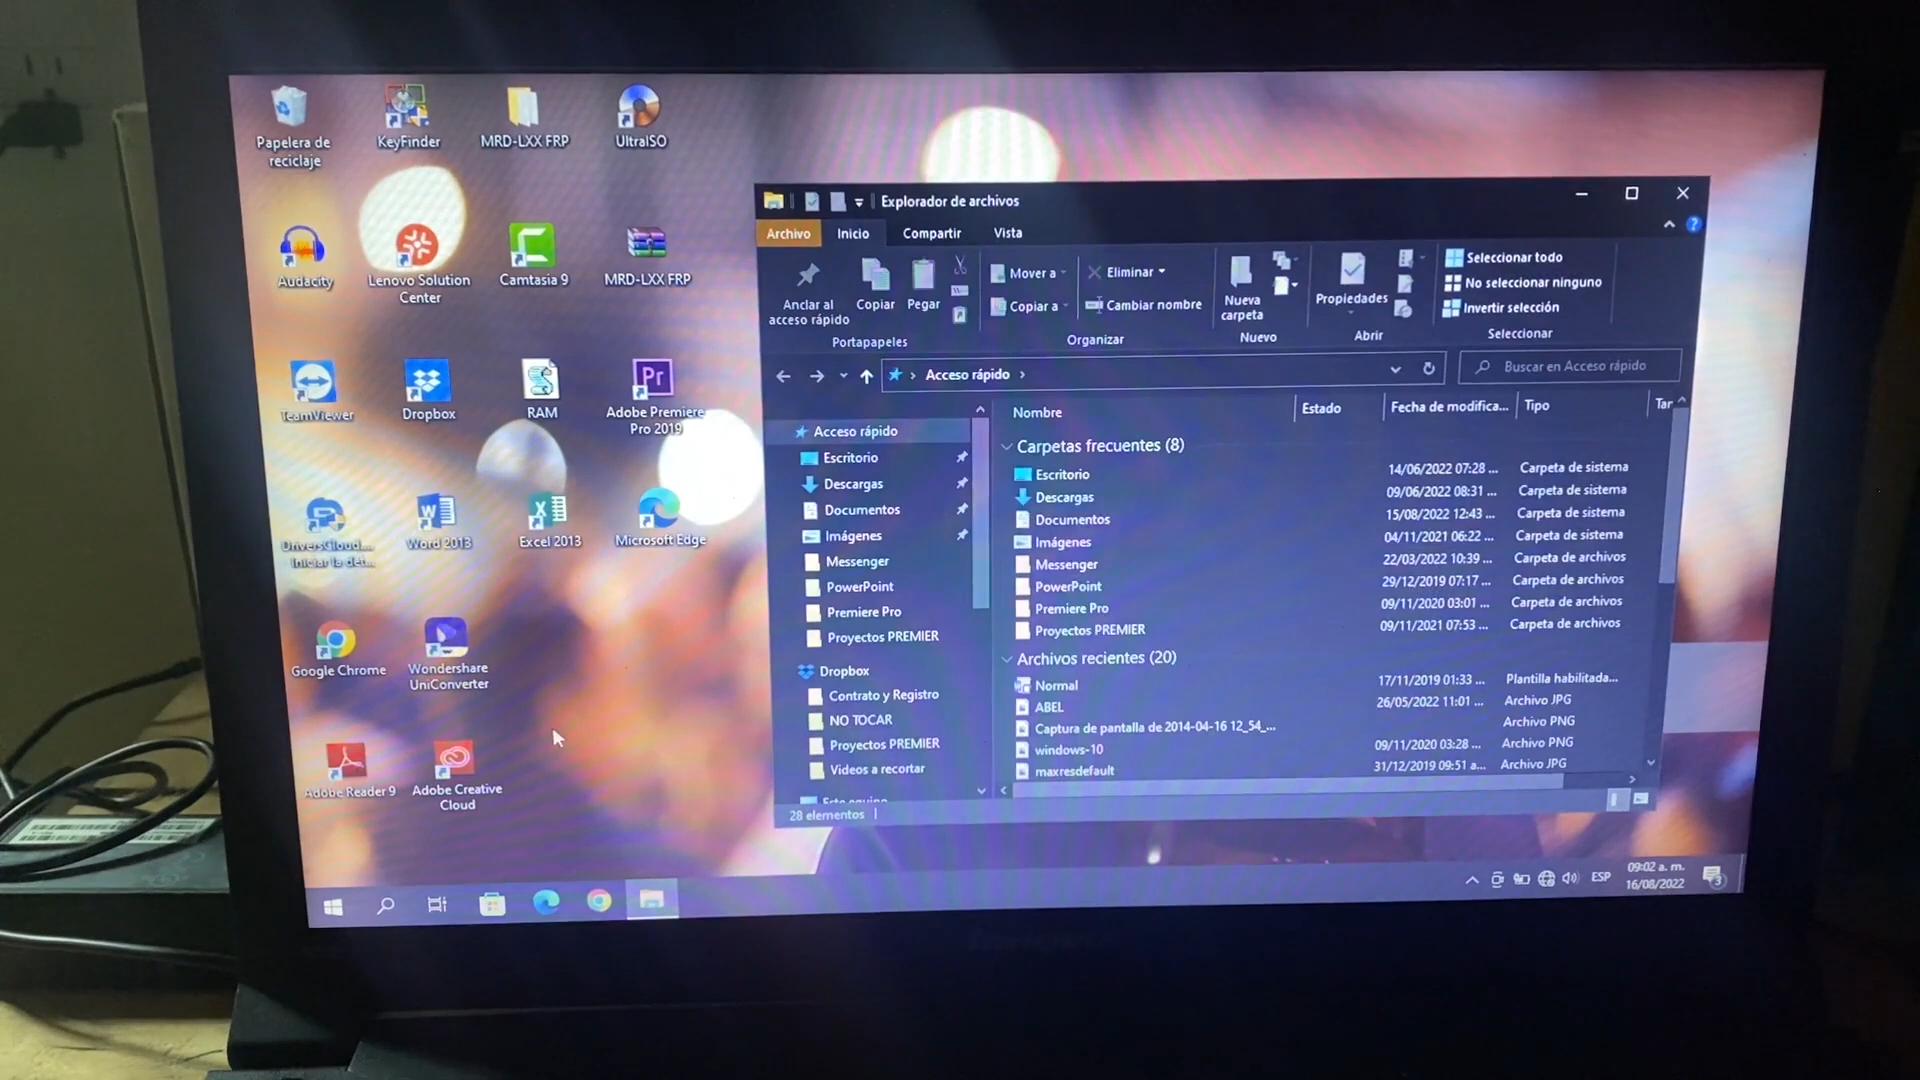 Papelera de
reciclaje
KeyFinder
MRD-LXX FRP
UltraISO
Audacity
Lenovo Solution
Center
Camtasia 9
MRD-LXX FRP
TeamViewer
Dropbox
RAM
Adobe Premiere
Pro 2019
DriversCloud....
Iniciar la det...
Word 2013
Excel 2013
Microsoft Edge
Google Chrome
Wondershare
UniConverter
Adobe Reader 9
Adobe Creative
Cloud
Explorador de archivos
Archivo Inicio Compartir Vista
Anclar al
acceso rápido
Copiar
Pegar
Portapapeles
Mover a
Copiar a
Eliminar
Cambiar nombre
Organizar
Nueva
carpeta
Nuevo
Propiedades
Abrir
Seleccionar todo
No seleccionar ninguno
Invertir selección
Seleccionar
Acceso rápido
Buscar en Acceso rápido
Acceso rápido
Escritorio
Descargas
Documentos
Imágenes
Messenger
PowerPoint
Premiere Pro
Proyectos PREMIER
Dropbox
Contrato y Registro
NO TOCAR
Proyectos PREMIER
Videos a recortar
Este equipo
Nombre Estado Fecha de modifica... Tipo Tar
Carpetas frecuentes (8)
Escritorio 14/06/2022 07:28 ... Carpeta de sistema
Descargas 09/06/2022 08:31 ... Carpeta de sistema
Documentos 15/08/2022 12:43 ... Carpeta de sistema
Imágenes 04/11/2021 06:22 ... Carpeta de sistema
Messenger 22/03/2022 10:39 ... Carpeta de archivos
PowerPoint 29/12/2019 07:17 ... Carpeta de archivos
Premiere Pro 09/11/2020 03:01 ... Carpeta de archivos
Proyectos PREMIER 09/11/2021 07:53 ... Carpeta de archivos
Archivos recientes (20)
Normal 17/11/2019 01:33 ... Plantilla habilitada...
ABEL 26/05/2022 11:01 ... Archivo JPG
Captura de pantalla de 2014-04-16 12_54_... Archivo PNG
windows-10 09/11/2020 03:28 ... Archivo PNG
maxresdefault 31/12/2019 09:51 a... Archivo JPG
28 elementos
ESP
09:02 a. m.
16/08/2022
3